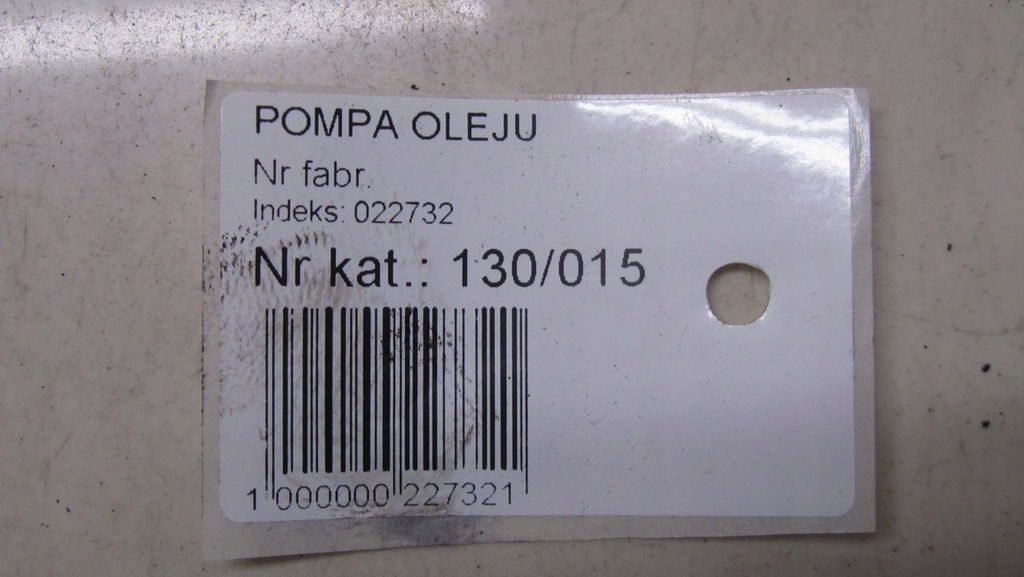 POMPA OLEJU
Nr fabr.
Indeks: 022732
Nr kat.: 130/015
1 000000 227321